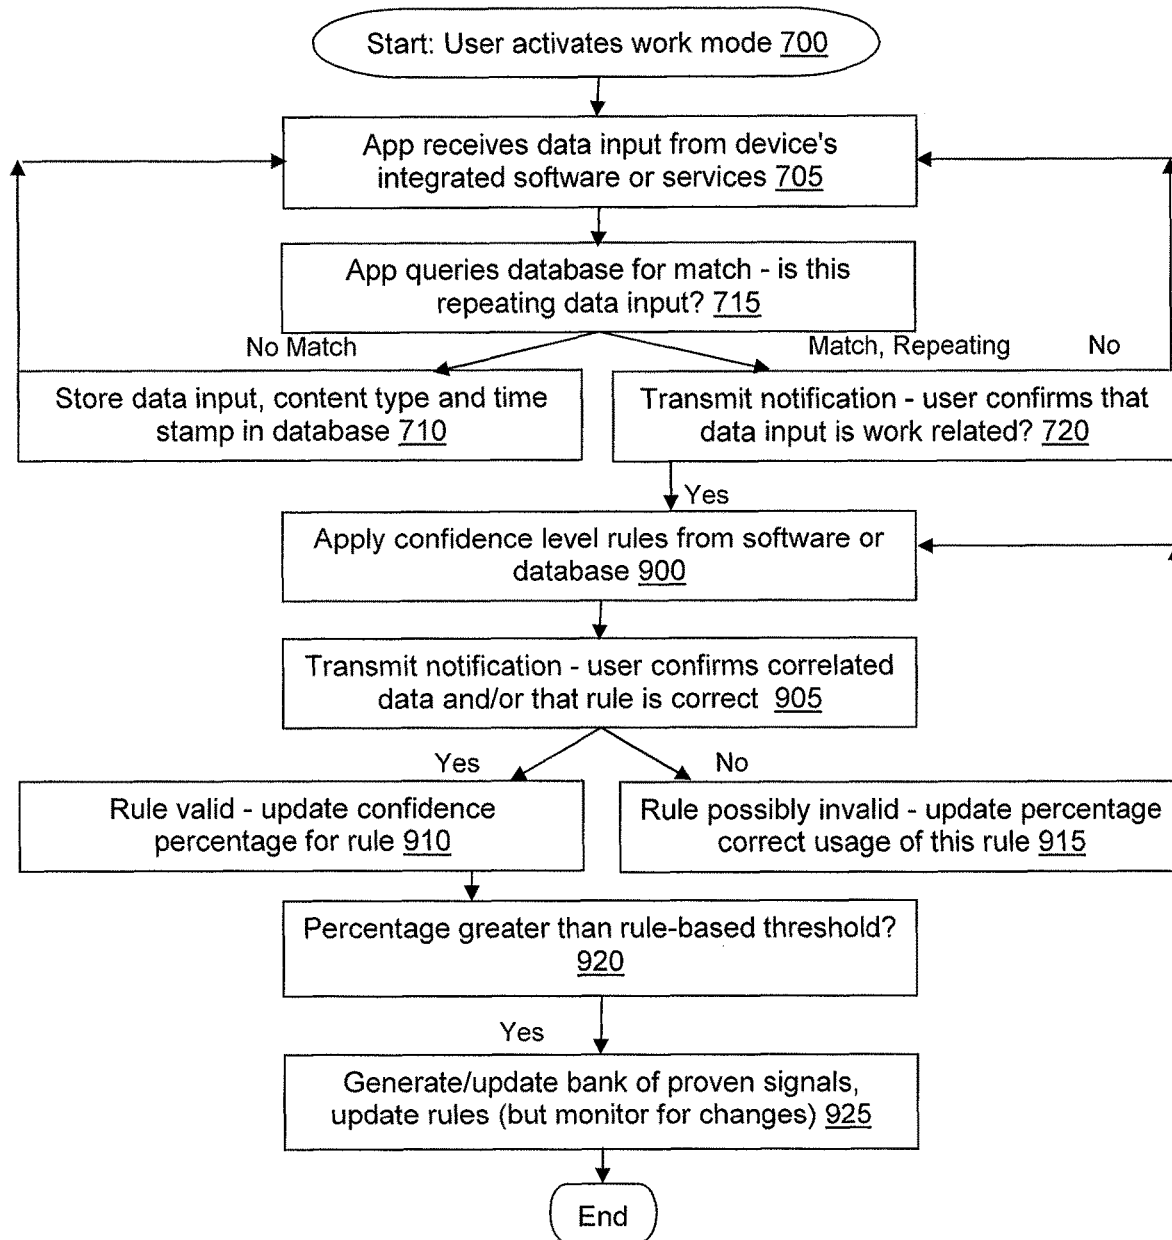 Start: User activates work mode 700
App receives data input from device's
integrated software or services 705
App queries database for match - is this
repeating data input? 715
No Match
Match, Repeating
No
Store data input, content type and time
stamp in database 710
Transmit notification - user confirms that
data input is work related? 720
Yes
Apply confidence level rules from software or
database 900
Transmit notification - user confirms correlated
data and/or that rule is correct 905
Yes
No
Rule valid - update confidence
percentage for rule 910
Rule possibly invalid - update percentage
correct usage of this rule 915
Percentage greater than rule-based threshold?
920
Yes
Generate/update bank of proven signals,
update rules (but monitor for changes) 925
End